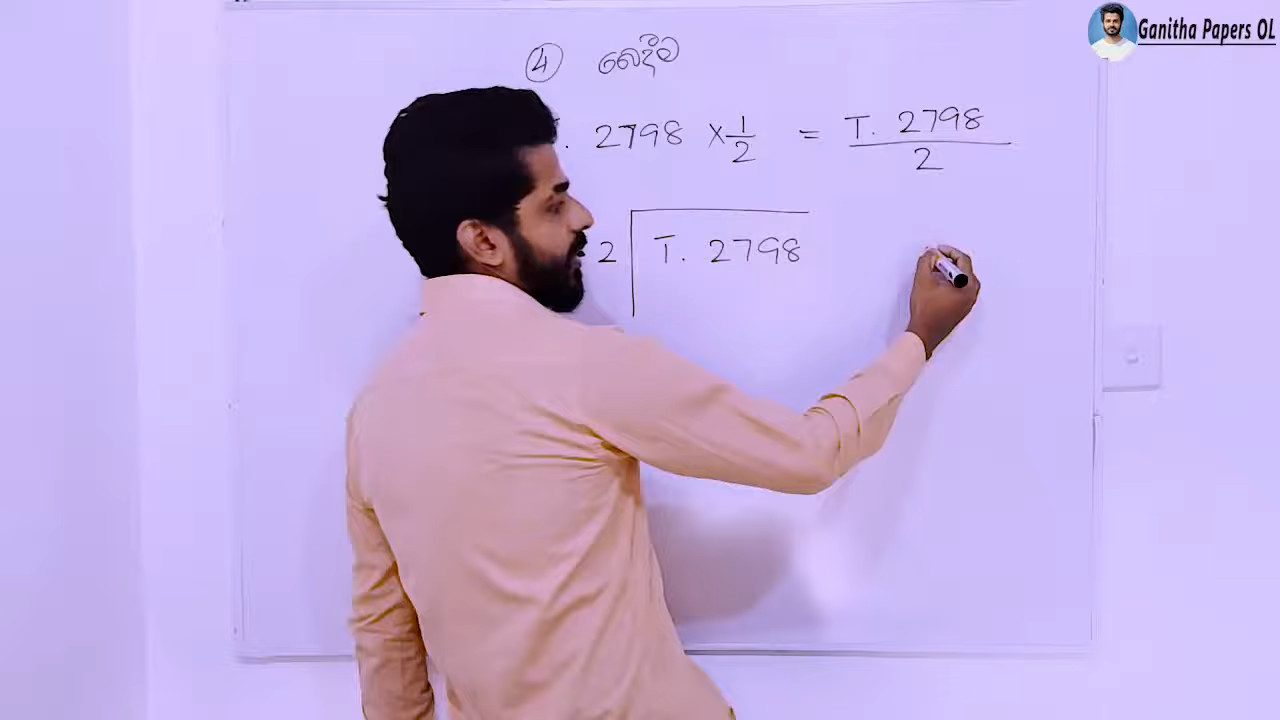 Ganitha Papers OL
④ බෙදීම
. 2798 × 1/2 = T. 2798 / 2
2 T. 2798